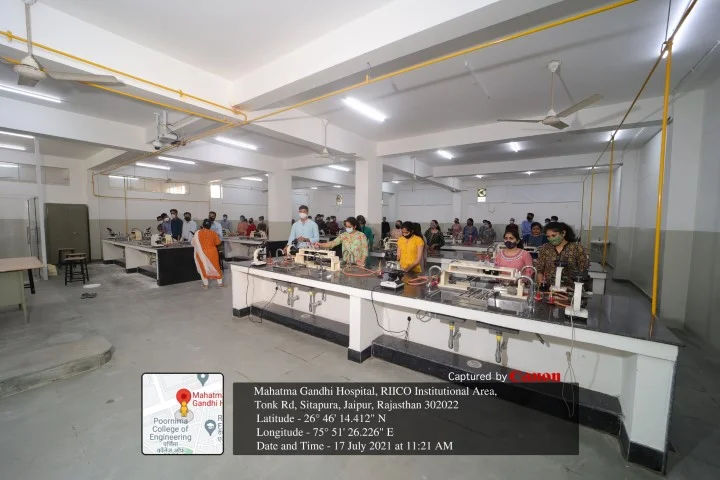 Captured by Canon
Mahatma Gandhi Hospital, RIICO Institutional Area,
Tonk Rd, Sitapura, Jaipur, Rajasthan 302022
Latitude - 26° 46' 14.412" N
Longitude - 75° 51' 26.226" E
Date and Time - 17 July 2021 at 11:21 AM
Mahatma
Gandhi H
Poornima
College of
Engineering